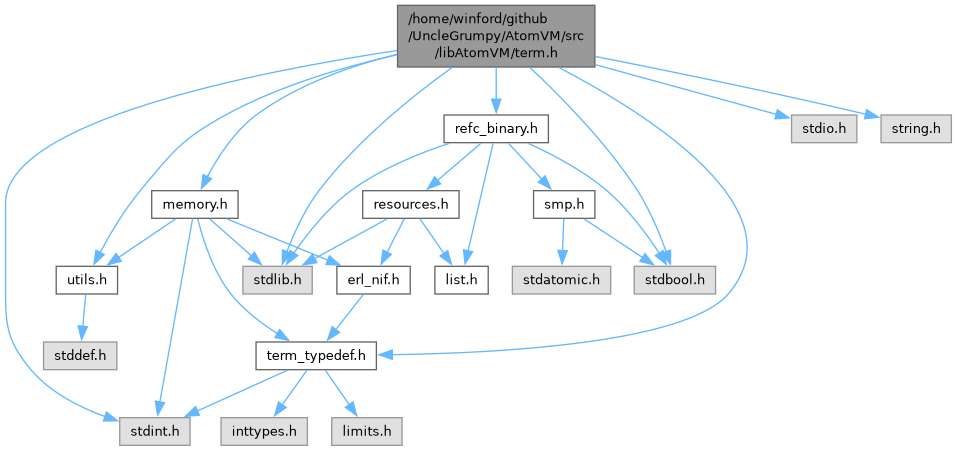 /home/winford/github
/UncleGrumpy/AtomVM/src
/libAtomVM/term.h
refc_binary.h
stdio.h
string.h
memory.h
resources.h
smp.h
utils.h
stdlib.h
erl_nif.h
list.h
stdatomic.h
stdbool.h
stddef.h
term_typedef.h
stdint.h
inttypes.h
limits.h